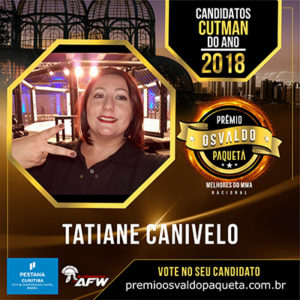 CANDIDATOS
CUTMAN
DO ANO
2018
PRÊMIO
OSVALDO
PAQUETÁ
MELHORES DO MMA
NACIONAL
TATIANE CANIVELO
PESTANA
CURITIBA
AFW
VOTE NO SEU CANDIDATO
premioosvaldopaqueta.com.br